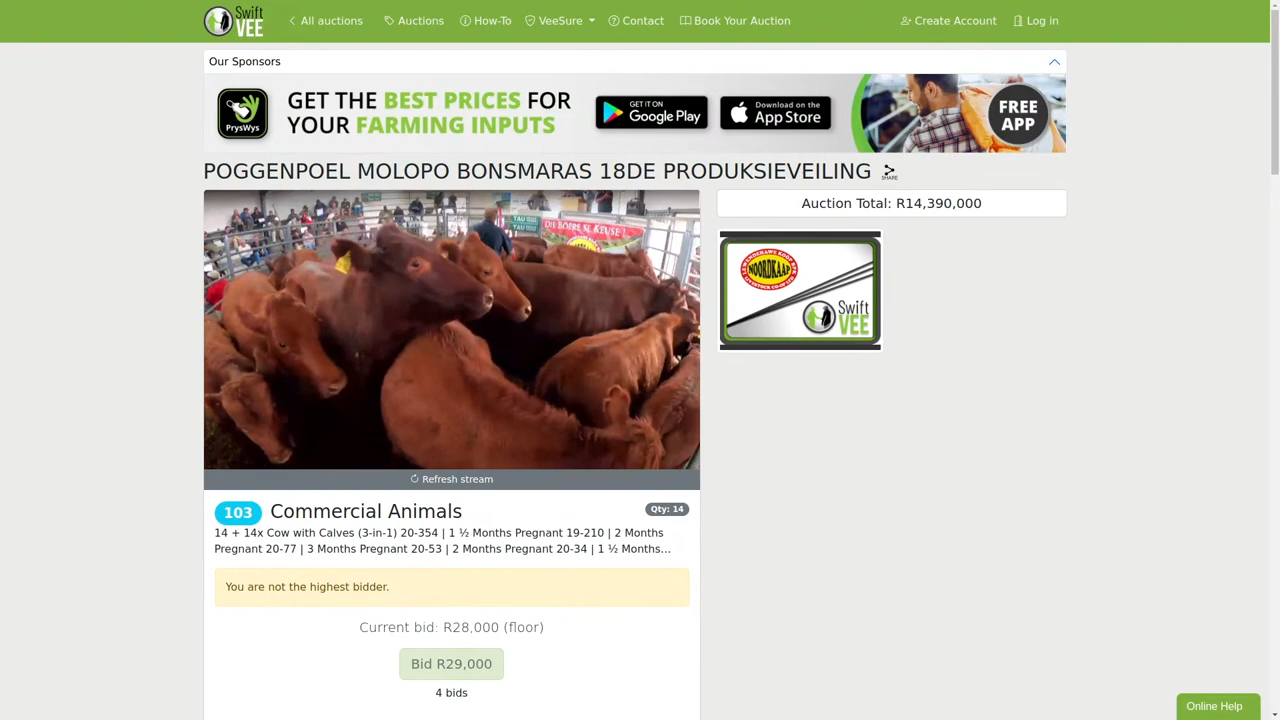 Swift VEE
All auctions
Auctions
How-To
VeeSure
Contact
Book Your Auction
Create Account
Log in
Our Sponsors
PrysWys
GET THE BEST PRICES FOR
YOUR FARMING INPUTS
GET IT ON
Google Play
Download on the
App Store
FREE
APP
POGGENPOEL MOLOPO BONSMARAS 18DE PRODUKSIEVEILING
SHARE
Auction Total: R14,390,000
DIE BOERE SE KEUSE!
NOORDKAAP
Swift
VEE
Refresh stream
103 Commercial Animals
Qty: 14
14 + 14x Cow with Calves (3-in-1) 20-354 | 1 ½ Months Pregnant 19-210 | 2 Months
Pregnant 20-77 | 3 Months Pregnant 20-53 | 2 Months Pregnant 20-34 | 1 ½ Months...
You are not the highest bidder.
Current bid: R28,000 (floor)
Bid R29,000
4 bids
Online Help